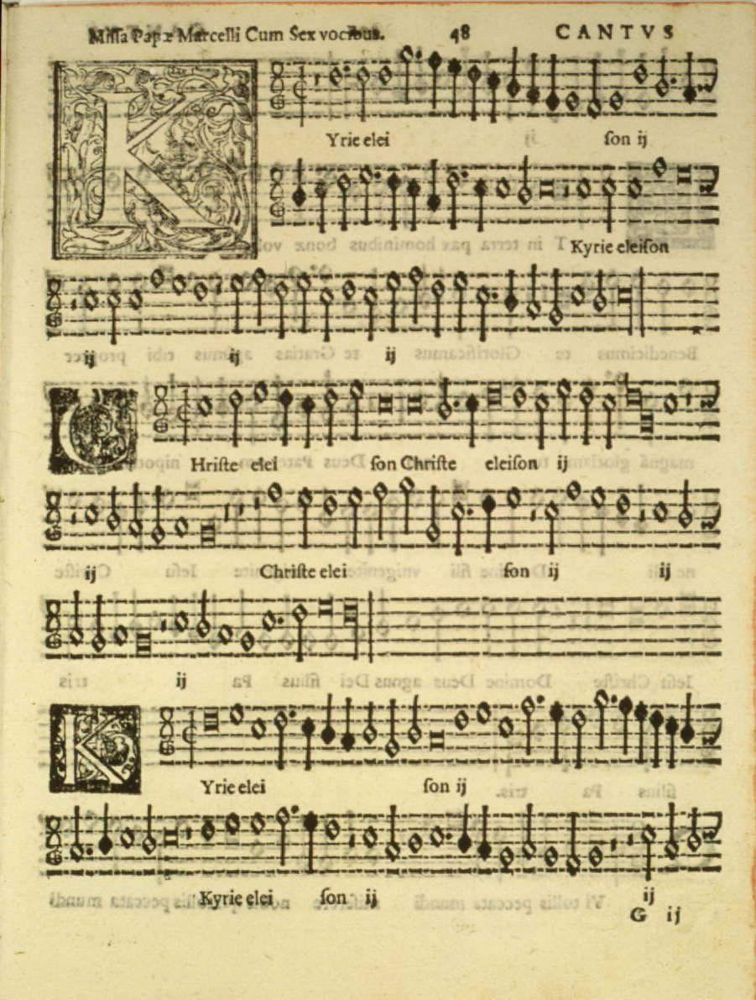 Missa Papæ Marcelli Cum Sex vocibus. 48 CANTVS
K
Yrie elei ij son ij
Kyrie eleison
ij ij ij
C
Hriste elei son Christe eleison ij
ij Christe elei son ij ij
ij
K
Yrie elei son ij
Kyrie elei son ij ij
G ij